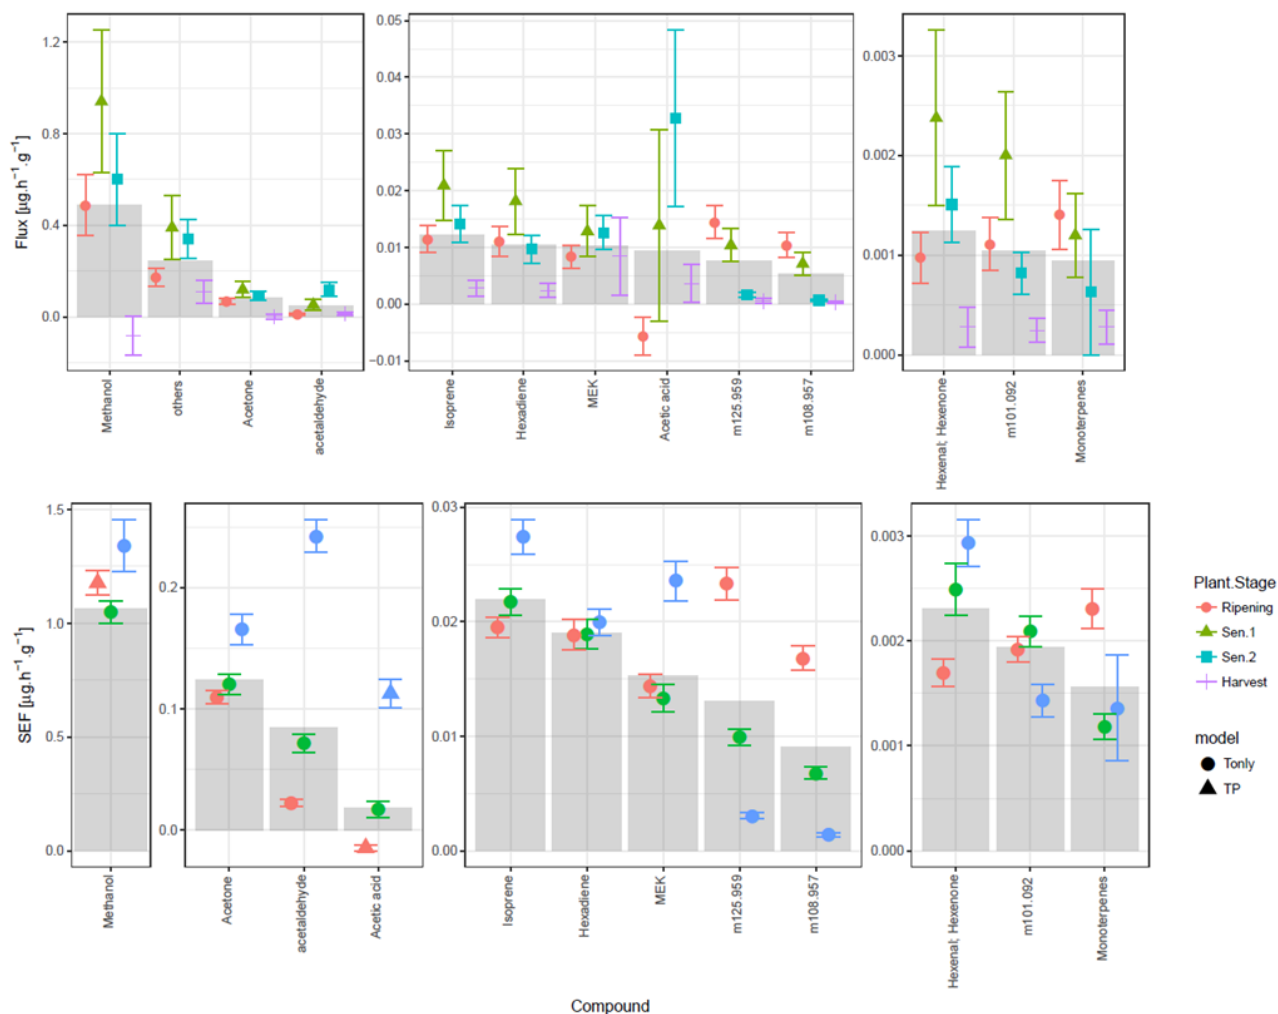 Flux [µg.h⁻¹.g⁻¹]
1.2
0.8
0.4
0.0
Methanol
others
Acetone
acetaldehyde
0.05
0.04
0.03
0.02
0.01
0.00
−0.01
Isoprene
Hexadiene
MEK
Acetic acid
m125.959
m108.957
0.003
0.002
0.001
0.000
Hexenal; Hexenone
m101.092
Monoterpenes
SEF [µg.h⁻¹.g⁻¹]
1.5
1.0
0.5
0.0
Methanol
0.2
0.1
0.0
Acetone
acetaldehyde
Acetic acid
0.03
0.02
0.01
0.00
Isoprene
Hexadiene
MEK
m125.959
m108.957
0.003
0.002
0.001
0.000
Hexenal; Hexenone
m101.092
Monoterpenes
Compound
Plant.Stage
Ripening
Sen.1
Sen.2
Harvest
model
Tonly
TP